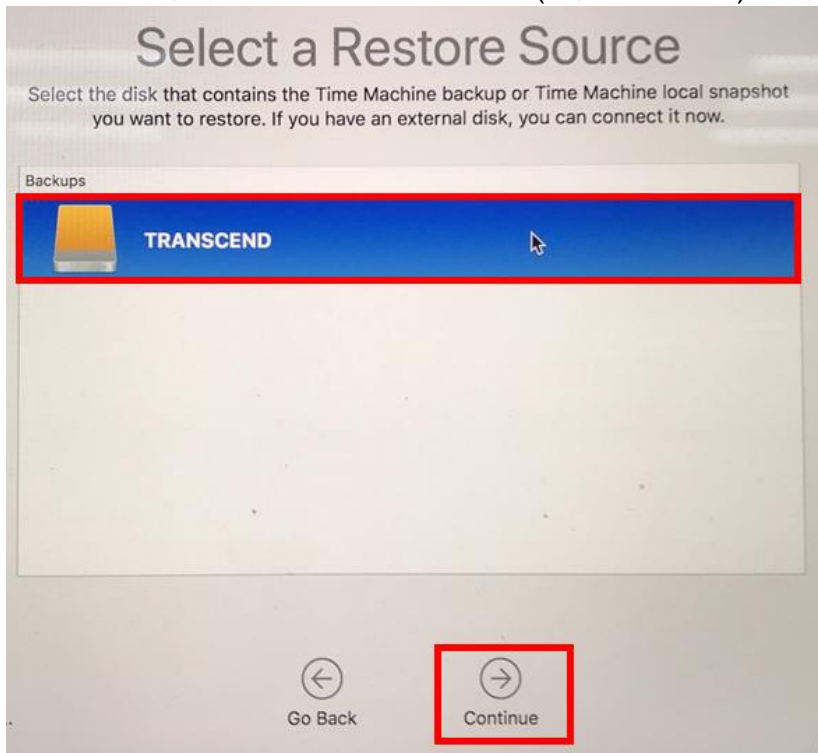 Select a Restore Source
Select the disk that contains the Time Machine backup or Time Machine local snapshot
you want to restore. If you have an external disk, you can connect it now.
Backups
TRANSCEND
Go Back
Continue